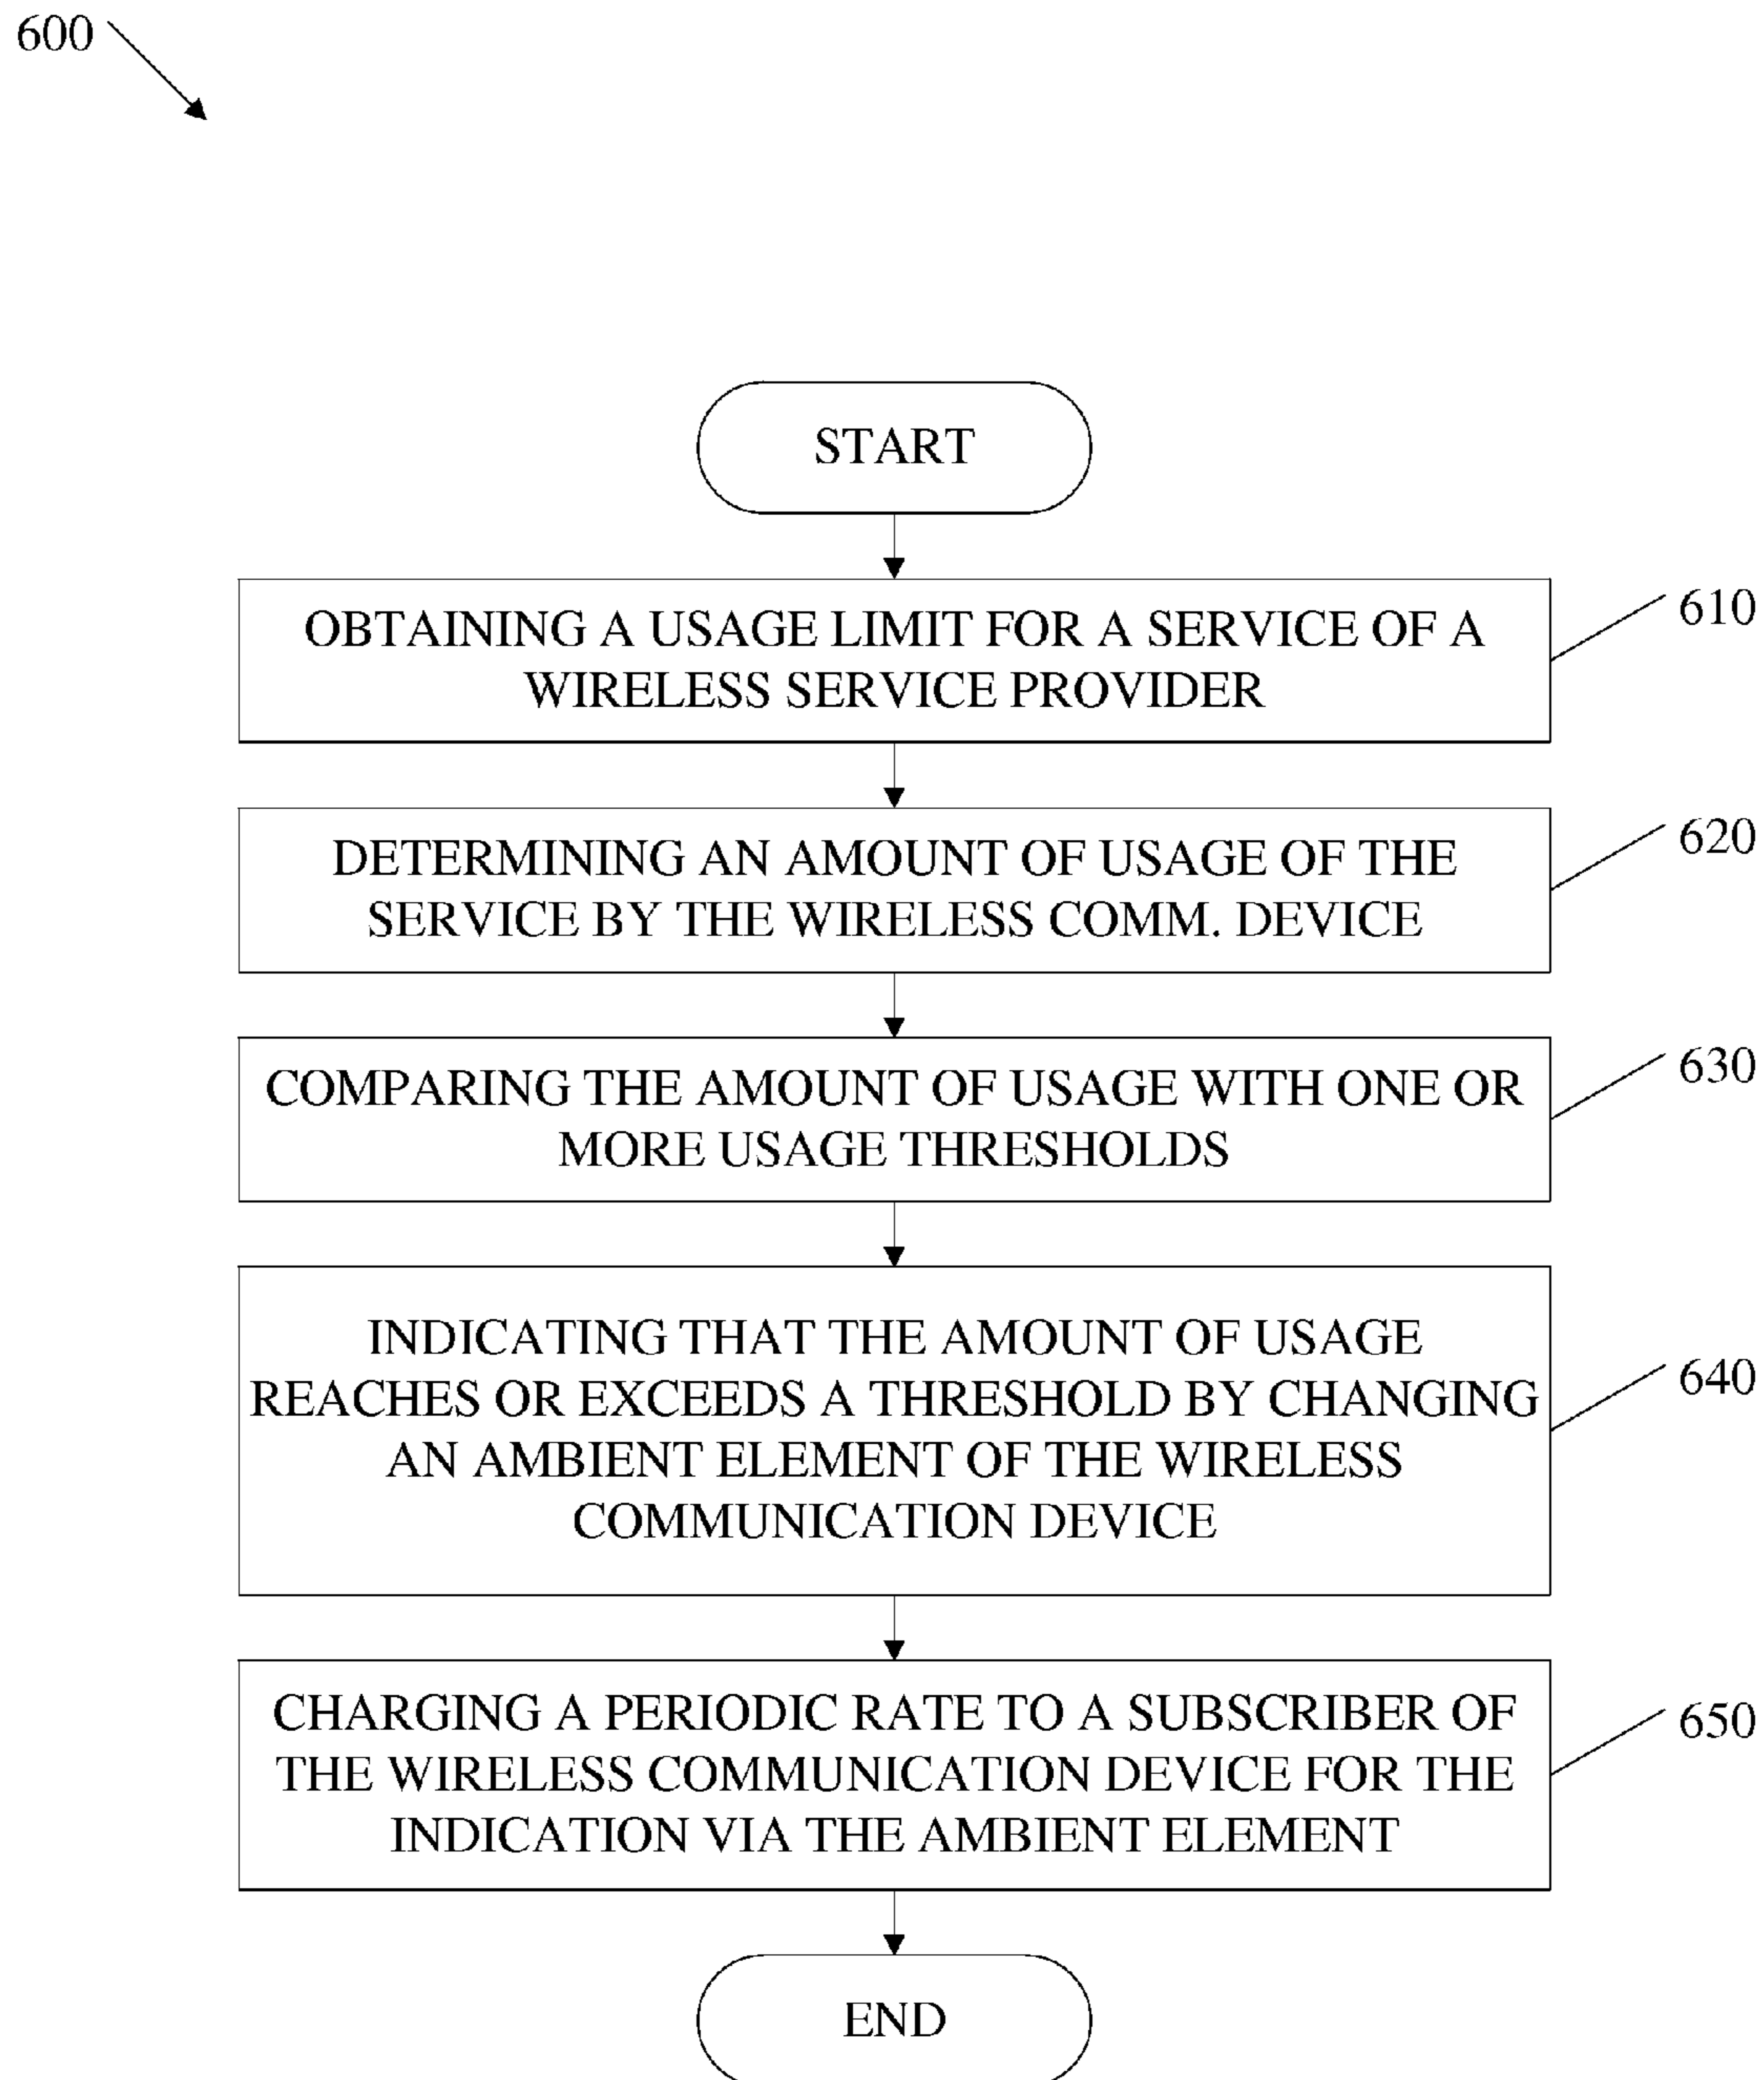 600
START
OBTAINING A USAGE LIMIT FOR A SERVICE OF A
WIRELESS SERVICE PROVIDER
610
DETERMINING AN AMOUNT OF USAGE OF THE
SERVICE BY THE WIRELESS COMM. DEVICE
620
COMPARING THE AMOUNT OF USAGE WITH ONE OR
MORE USAGE THRESHOLDS
630
INDICATING THAT THE AMOUNT OF USAGE
REACHES OR EXCEEDS A THRESHOLD BY CHANGING
AN AMBIENT ELEMENT OF THE WIRELESS
COMMUNICATION DEVICE
640
CHARGING A PERIODIC RATE TO A SUBSCRIBER OF
THE WIRELESS COMMUNICATION DEVICE FOR THE
INDICATION VIA THE AMBIENT ELEMENT
650
END